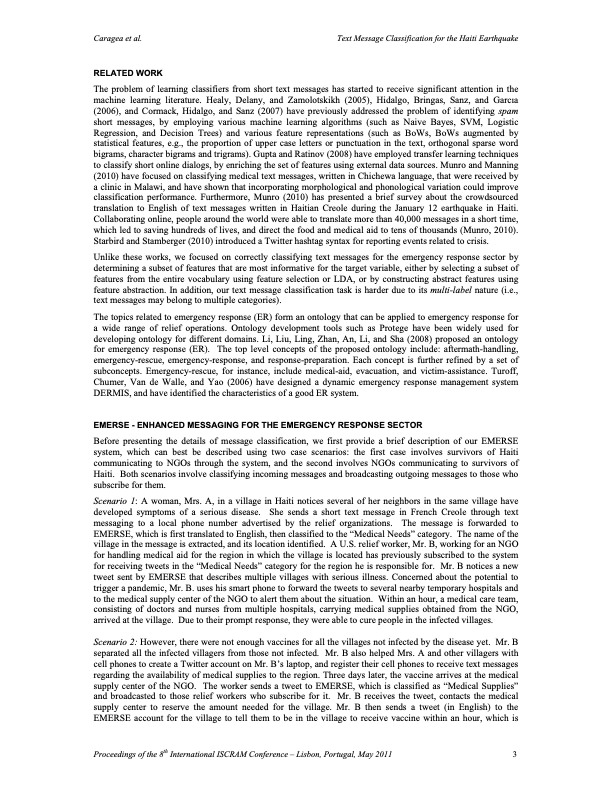 Caragea et al.
Text Message Classification for the Haiti Earthquake
RELATED WORK
The problem of learning classifiers from short text messages has started to receive significant attention in the
machine learning literature. Healy, Delany, and Zamolotskikh (2005), Hidalgo, Bringas, Sanz, and Garcıa
(2006), and Cormack, Hidalgo, and Sanz (2007) have previously addressed the problem of identifying spam
short messages, by employing various machine learning algorithms (such as Naive Bayes, SVM, Logistic
Regression, and Decision Trees) and various feature representations (such as BoWs, BoWs augmented by
statistical features, e.g., the proportion of upper case letters or punctuation in the text, orthogonal sparse word
bigrams, character bigrams and trigrams). Gupta and Ratinov (2008) have employed transfer learning techniques
to classify short online dialogs, by enriching the set of features using external data sources. Munro and Manning
(2010) have focused on classifying medical text messages, written in Chichewa language, that were received by
a clinic in Malawi, and have shown that incorporating morphological and phonological variation could improve
classification performance. Furthermore, Munro (2010) has presented a brief survey about the crowdsourced
translation to English of text messages written in Haitian Creole during the January 12 earthquake in Haiti.
Collaborating online, people around the world were able to translate more than 40,000 messages in a short time,
which led to saving hundreds of lives, and direct the food and medical aid to tens of thousands (Munro, 2010).
Starbird and Stamberger (2010) introduced a Twitter hashtag syntax for reporting events related to crisis.
Unlike these works, we focused on correctly classifying text messages for the emergency response sector by
determining a subset of features that are most informative for the target variable, either by selecting a subset of
features from the entire vocabulary using feature selection or LDA, or by constructing abstract features using
feature abstraction. In addition, our text message classification task is harder due to its multi-label nature (i.e.,
text messages may belong to multiple categories).
The topics related to emergency response (ER) form an ontology that can be applied to emergency response for
a wide range of relief operations. Ontology development tools such as Protege have been widely used for
developing ontology for different domains. Li, Liu, Ling, Zhan, An, Li, and Sha (2008) proposed an ontology
for emergency response (ER). The top level concepts of the proposed ontology include: aftermath-handling,
emergency-rescue, emergency-response, and response-preparation. Each concept is further refined by a set of
subconcepts. Emergency-rescue, for instance, include medical-aid, evacuation, and victim-assistance. Turoff,
Chumer, Van de Walle, and Yao (2006) have designed a dynamic emergency response management system
DERMIS, and have identified the characteristics of a good ER system.
EMERSE - ENHANCED MESSAGING FOR THE EMERGENCY RESPONSE SECTOR
Before presenting the details of message classification, we first provide a brief description of our EMERSE
system, which can best be described using two case scenarios: the first case involves survivors of Haiti
communicating to NGOs through the system, and the second involves NGOs communicating to survivors of
Haiti. Both scenarios involve classifying incoming messages and broadcasting outgoing messages to those who
subscribe for them.
Scenario 1: A woman, Mrs. A, in a village in Haiti notices several of her neighbors in the same village have
developed symptoms of a serious disease. She sends a short text message in French Creole through text
messaging to a local phone number advertised by the relief organizations. The message is forwarded to
EMERSE, which is first translated to English, then classified to the “Medical Needs” category. The name of the
village in the message is extracted, and its location identified. A U.S. relief worker, Mr. B, working for an NGO
for handling medical aid for the region in which the village is located has previously subscribed to the system
for receiving tweets in the “Medical Needs” category for the region he is responsible for. Mr. B notices a new
tweet sent by EMERSE that describes multiple villages with serious illness. Concerned about the potential to
trigger a pandemic, Mr. B. uses his smart phone to forward the tweets to several nearby temporary hospitals and
to the medical supply center of the NGO to alert them about the situation. Within an hour, a medical care team,
consisting of doctors and nurses from multiple hospitals, carrying medical supplies obtained from the NGO,
arrived at the village. Due to their prompt response, they were able to cure people in the infected villages.
Scenario 2: However, there were not enough vaccines for all the villages not infected by the disease yet. Mr. B
separated all the infected villagers from those not infected. Mr. B also helped Mrs. A and other villagers with
cell phones to create a Twitter account on Mr. B’s laptop, and register their cell phones to receive text messages
regarding the availability of medical supplies to the region. Three days later, the vaccine arrives at the medical
supply center of the NGO. The worker sends a tweet to EMERSE, which is classified as “Medical Supplies”
and broadcasted to those relief workers who subscribe for it. Mr. B receives the tweet, contacts the medical
supply center to reserve the amount needed for the village. Mr. B then sends a tweet (in English) to the
EMERSE account for the village to tell them to be in the village to receive vaccine within an hour, which is
Proceedings of the 8th International ISCRAM Conference – Lisbon, Portugal, May 2011
3